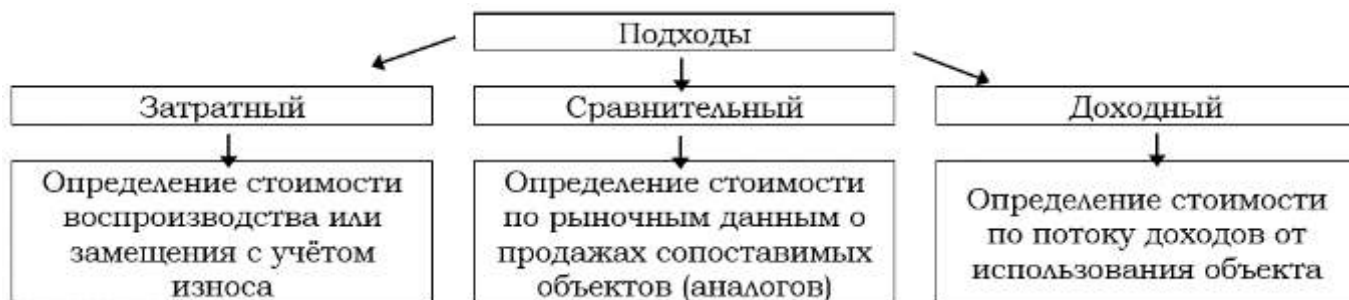 Подходы
Затратный
Сравнительный
Доходный
Определение стоимости
воспроизводства или
замещения с учётом
износа
Определение стоимости
по рыночным данным о
продажах сопоставимых
объектов (аналогов)
Определение стоимости
по потоку доходов от
использования объекта